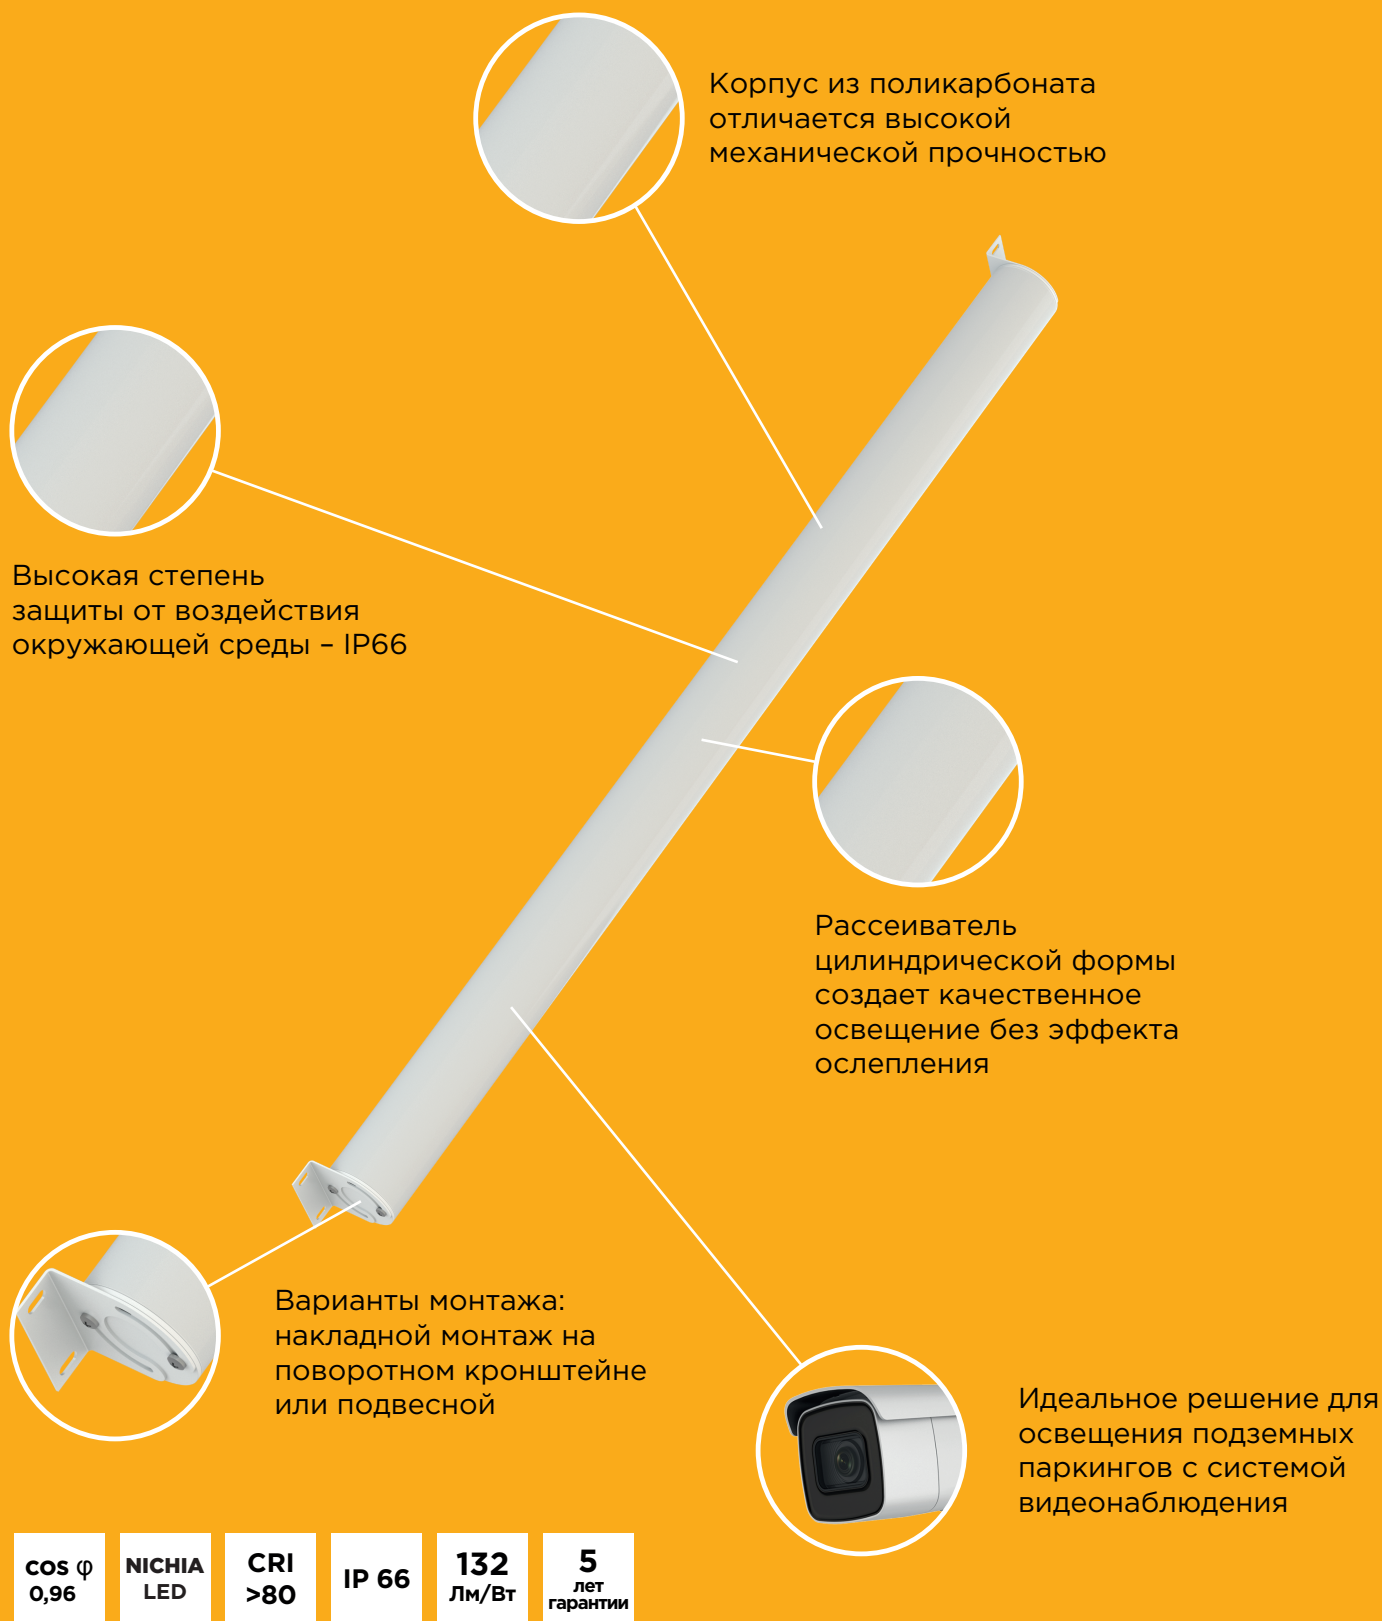 Корпус из поликарбоната
отличается высокой
механической прочностью
Высокая степень
защиты от воздействия
окружающей среды – IP66
Рассеиватель
цилиндрической формы
создает качественное
освещение без эффекта
ослепления
Варианты монтажа:
накладной монтаж на
поворотном кронштейне
или подвесной
Идеальное решение для
освещения подземных
паркингов с системой
видеонаблюдения
cos φ
0,96
NICHIA
LED
CRI
>80
IP 66
132
Лм/Вт
5
лет
гарантии